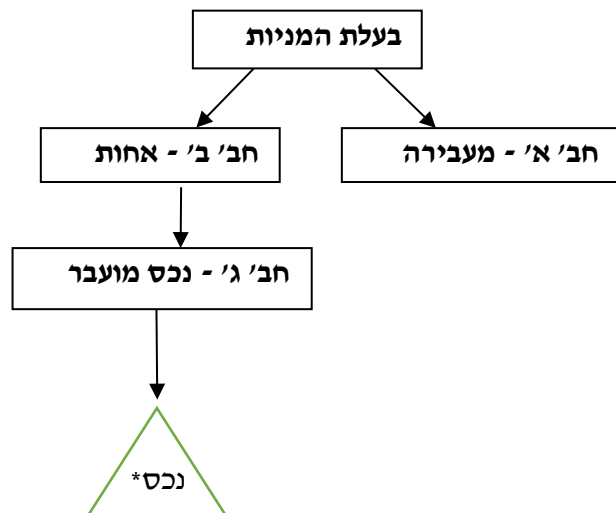 בעלת המניות
חב' ב' - אחות
חב' א' - מעבירה
חב' ג' - נכס מועבר
נכס*